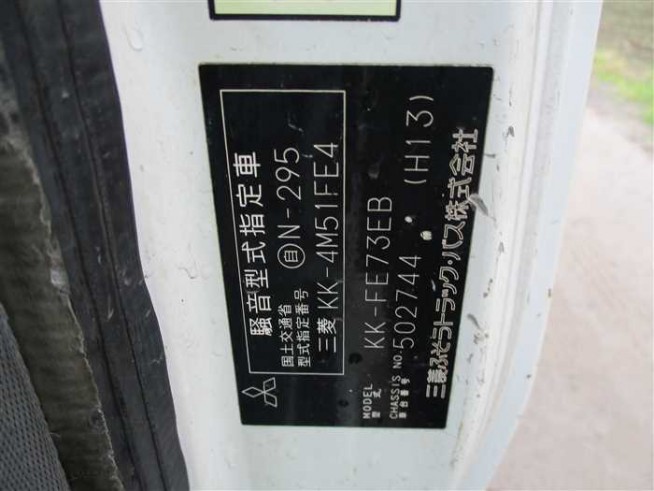 騒音型式指定車
国土交通省
型式指定番号 自N-295
三菱 KK-4M51FE4
MODEL
型式
KK-FE73EB
CHASSIS NO.
車台番号
502744 (H13)
三菱ふそうトラック・バス株式会社